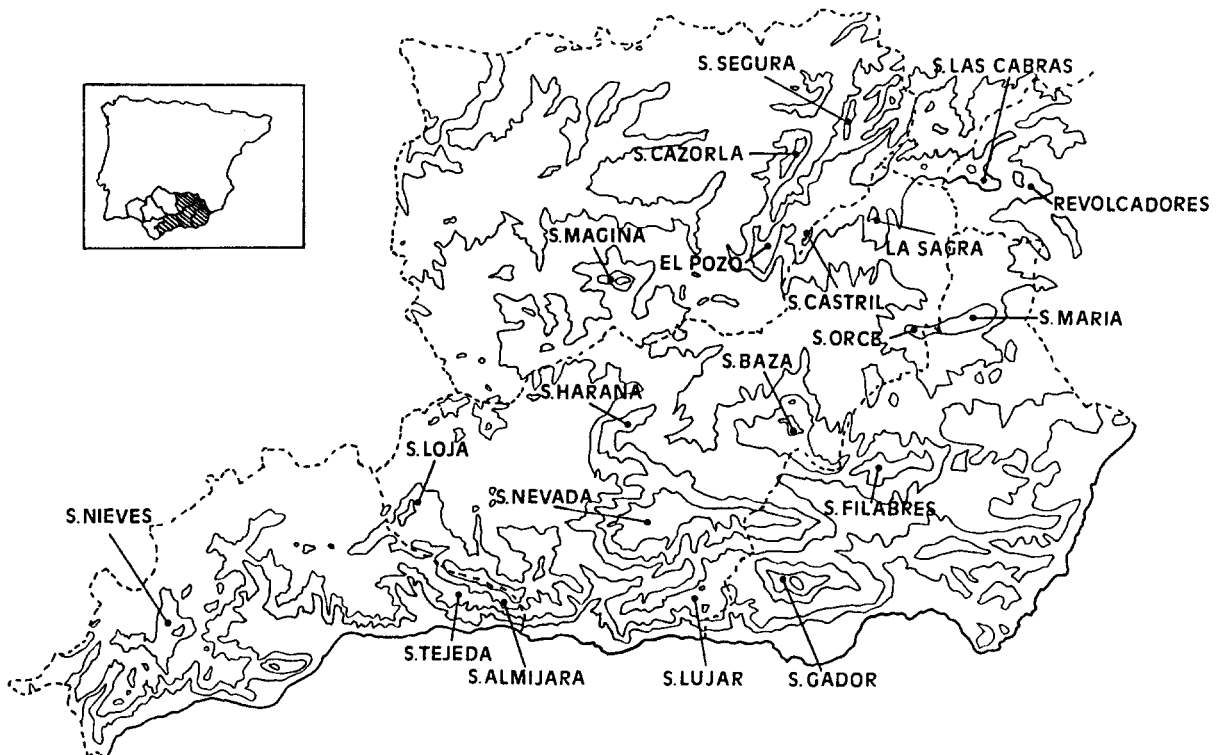 S.SEGURA
S.LAS CABRAS
S.CAZORLA
REVOLCADORES
S.MAGINA
LA SAGRA
EL POZO
S.CASTRIL
S.MARIA
S.ORCE
S.BAZA
S.HARANA
S.LOJA
S.NEVADA
S.FILABRES
S.NIEVES
S.TEJEDA
S.ALMIJARA
S.LUJAR
S.GADOR